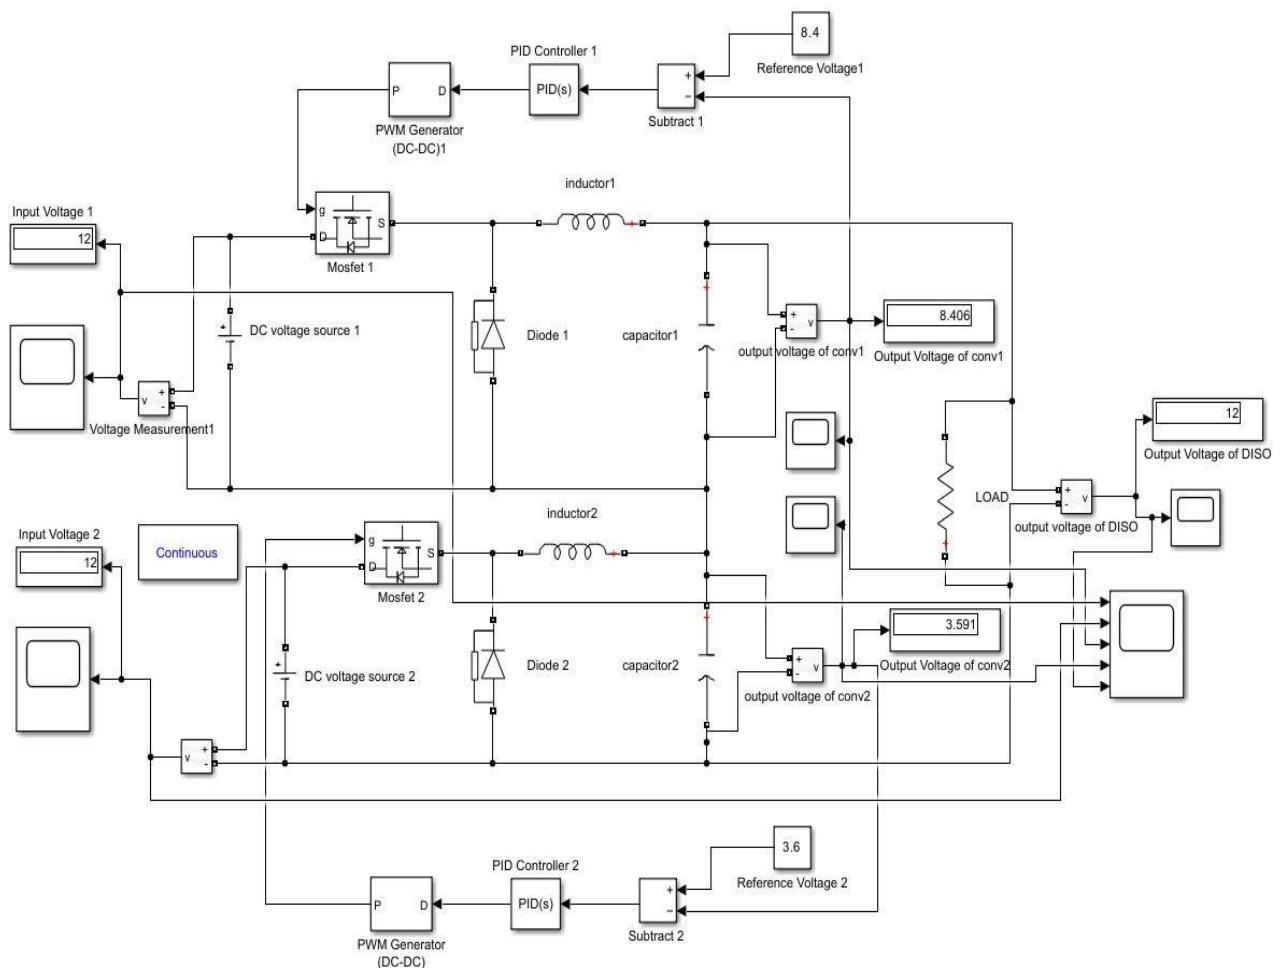 8.4
Reference Voltage1
PID Controller 1
PID(s)
+
−
Subtract 1
P D
PWM Generator
(DC-DC)1
inductor1
Input Voltage 1
12
g
D
S
Mosfet 1
DC voltage source 1
Diode 1
capacitor1
+
-
v
output voltage of conv1
8.406
Output Voltage of conv1
v
+
-
Voltage Measurement1
12
Output Voltage of DISO
LOAD
+
-
v
output voltage of DISO
inductor2
Input Voltage 2
12
Continuous
g
D
S
Mosfet 2
DC voltage source 2
Diode 2
capacitor2
+
-
v
output voltage of conv2
3.591
Output Voltage of conv2
v
+
-
3.6
Reference Voltage 2
PID Controller 2
PID(s)
+
−
Subtract 2
P D
PWM Generator
(DC-DC)